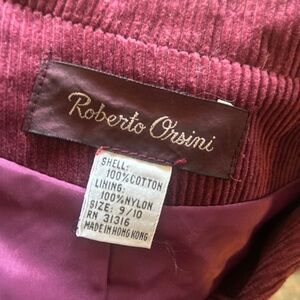 Roberto Orsini
SHELL:
100%COTTON
LINING:
100%NYLON
SIZE: 9/10
RN 31316
MADE IN HONG KONG